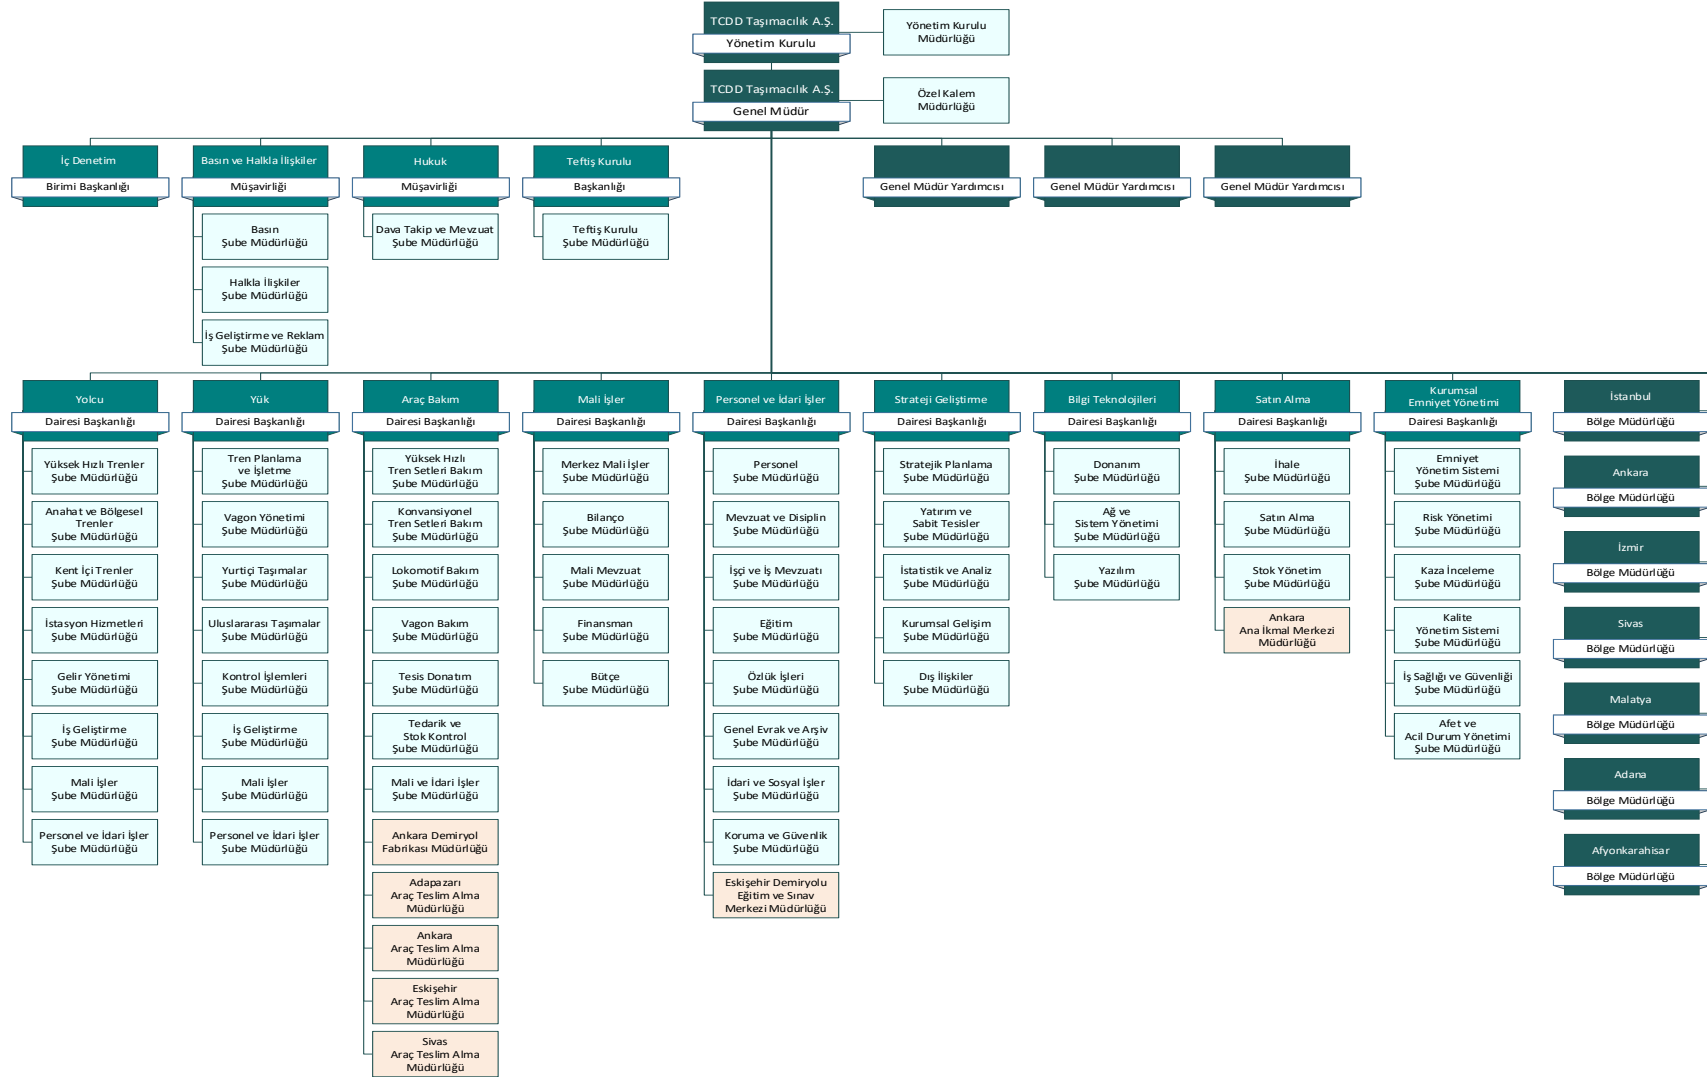 TCDD Taşımacılık A.Ş.
Yönetim Kurulu
Yönetim Kurulu
Müdürlüğü
TCDD Taşımacılık A.Ş.
Genel Müdür
Özel Kalem
Müdürlüğü
İç Denetim
Birimi Başkanlığı
Basın ve Halkla İlişkiler
Müşavirliği
Basın
Şube Müdürlüğü
Halkla İlişkiler
Şube Müdürlüğü
İş Geliştirme ve Reklam
Şube Müdürlüğü
Hukuk
Müşavirliği
Dava Takip ve Mevzuat
Şube Müdürlüğü
Teftiş Kurulu
Başkanlığı
Teftiş Kurulu
Şube Müdürlüğü
Genel Müdür Yardımcısı
Genel Müdür Yardımcısı
Genel Müdür Yardımcısı
Yolcu
Dairesi Başkanlığı
Yüksek Hızlı Trenler
Şube Müdürlüğü
Anahat ve Bölgesel
Trenler
Şube Müdürlüğü
Kent İçi Trenler
Şube Müdürlüğü
İstasyon Hizmetleri
Şube Müdürlüğü
Gelir Yönetimi
Şube Müdürlüğü
İş Geliştirme
Şube Müdürlüğü
Mali İşler
Şube Müdürlüğü
Personel ve İdari İşler
Şube Müdürlüğü
Yük
Dairesi Başkanlığı
Tren Planlama
ve İşletme
Şube Müdürlüğü
Vagon Yönetimi
Şube Müdürlüğü
Yurtiçi Taşımalar
Şube Müdürlüğü
Uluslararası Taşımalar
Şube Müdürlüğü
Kontrol İşlemleri
Şube Müdürlüğü
İş Geliştirme
Şube Müdürlüğü
Mali İşler
Şube Müdürlüğü
Personel ve İdari İşler
Şube Müdürlüğü
Araç Bakım
Dairesi Başkanlığı
Yüksek Hızlı
Tren Setleri Bakım
Şube Müdürlüğü
Konvansiyonel
Tren Setleri Bakım
Şube Müdürlüğü
Lokomotif Bakım
Şube Müdürlüğü
Vagon Bakım
Şube Müdürlüğü
Tesis Donatım
Şube Müdürlüğü
Tedarik ve
Stok Kontrol
Şube Müdürlüğü
Mali ve İdari İşler
Şube Müdürlüğü
Ankara Demiryol
Fabrikası Müdürlüğü
Adapazarı
Araç Teslim Alma
Müdürlüğü
Ankara
Araç Teslim Alma
Müdürlüğü
Eskişehir
Araç Teslim Alma
Müdürlüğü
Sivas
Araç Teslim Alma
Müdürlüğü
Mali İşler
Dairesi Başkanlığı
Merkez Mali İşler
Şube Müdürlüğü
Bilanço
Şube Müdürlüğü
Mali Mevzuat
Şube Müdürlüğü
Finansman
Şube Müdürlüğü
Bütçe
Şube Müdürlüğü
Personel ve İdari İşler
Dairesi Başkanlığı
Personel
Şube Müdürlüğü
Mevzuat ve Disiplin
Şube Müdürlüğü
İşçi ve İş Mevzuatı
Şube Müdürlüğü
Eğitim
Şube Müdürlüğü
Özlük İşleri
Şube Müdürlüğü
Genel Evrak ve Arşiv
Şube Müdürlüğü
İdari ve Sosyal İşler
Şube Müdürlüğü
Koruma ve Güvenlik
Şube Müdürlüğü
Eskişehir Demiryolu
Eğitim ve Sınav
Merkezi Müdürlüğü
Strateji Geliştirme
Dairesi Başkanlığı
Stratejik Planlama
Şube Müdürlüğü
Yatırım ve
Sabit Tesisler
Şube Müdürlüğü
İstatistik ve Analiz
Şube Müdürlüğü
Kurumsal Gelişim
Şube Müdürlüğü
Dış İlişkiler
Şube Müdürlüğü
Bilgi Teknolojileri
Dairesi Başkanlığı
Donanım
Şube Müdürlüğü
Ağ ve
Sistem Yönetimi
Şube Müdürlüğü
Yazılım
Şube Müdürlüğü
Satın Alma
Dairesi Başkanlığı
İhale
Şube Müdürlüğü
Satın Alma
Şube Müdürlüğü
Stok Yönetim
Şube Müdürlüğü
Ankara
Ana İkmal Merkezi
Müdürlüğü
Kurumsal
Emniyet Yönetimi
Dairesi Başkanlığı
Emniyet
Yönetim Sistemi
Şube Müdürlüğü
Risk Yönetimi
Şube Müdürlüğü
Kaza İnceleme
Şube Müdürlüğü
Kalite
Yönetim Sistemi
Şube Müdürlüğü
İş Sağlığı ve Güvenliği
Şube Müdürlüğü
Afet ve
Acil Durum Yönetimi
Şube Müdürlüğü
İstanbul
Bölge Müdürlüğü
Ankara
Bölge Müdürlüğü
İzmir
Bölge Müdürlüğü
Sivas
Bölge Müdürlüğü
Malatya
Bölge Müdürlüğü
Adana
Bölge Müdürlüğü
Afyonkarahisar
Bölge Müdürlüğü